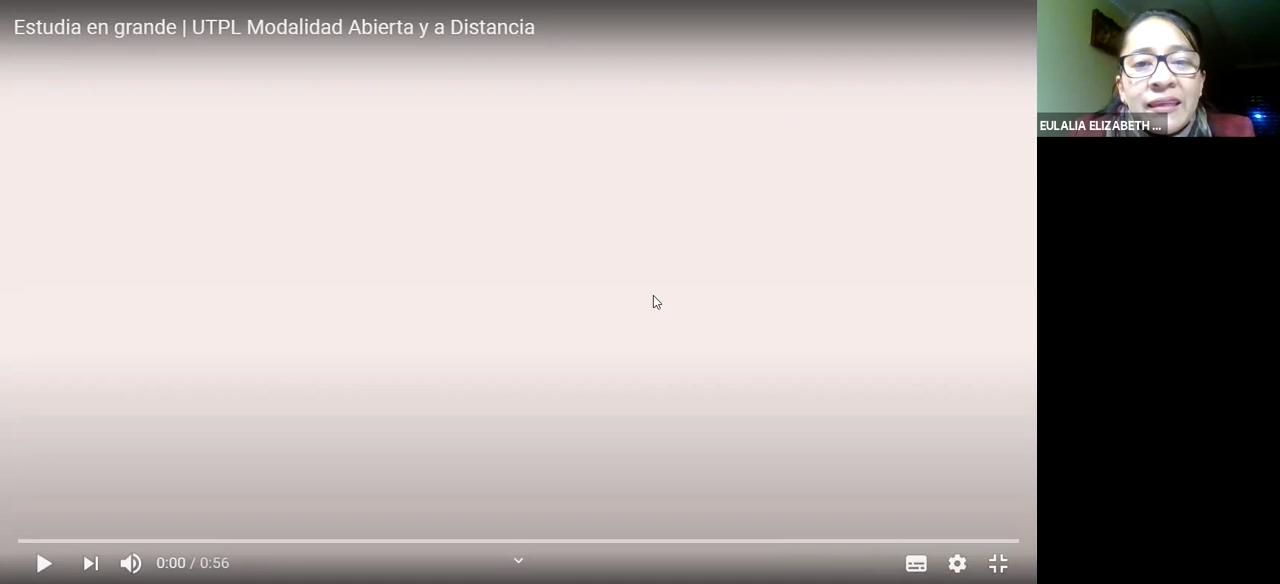 Estudia en grande | UTPL Modalidad Abierta y a Distancia
EULALIA ELIZABETH ...
0:00 / 0:56